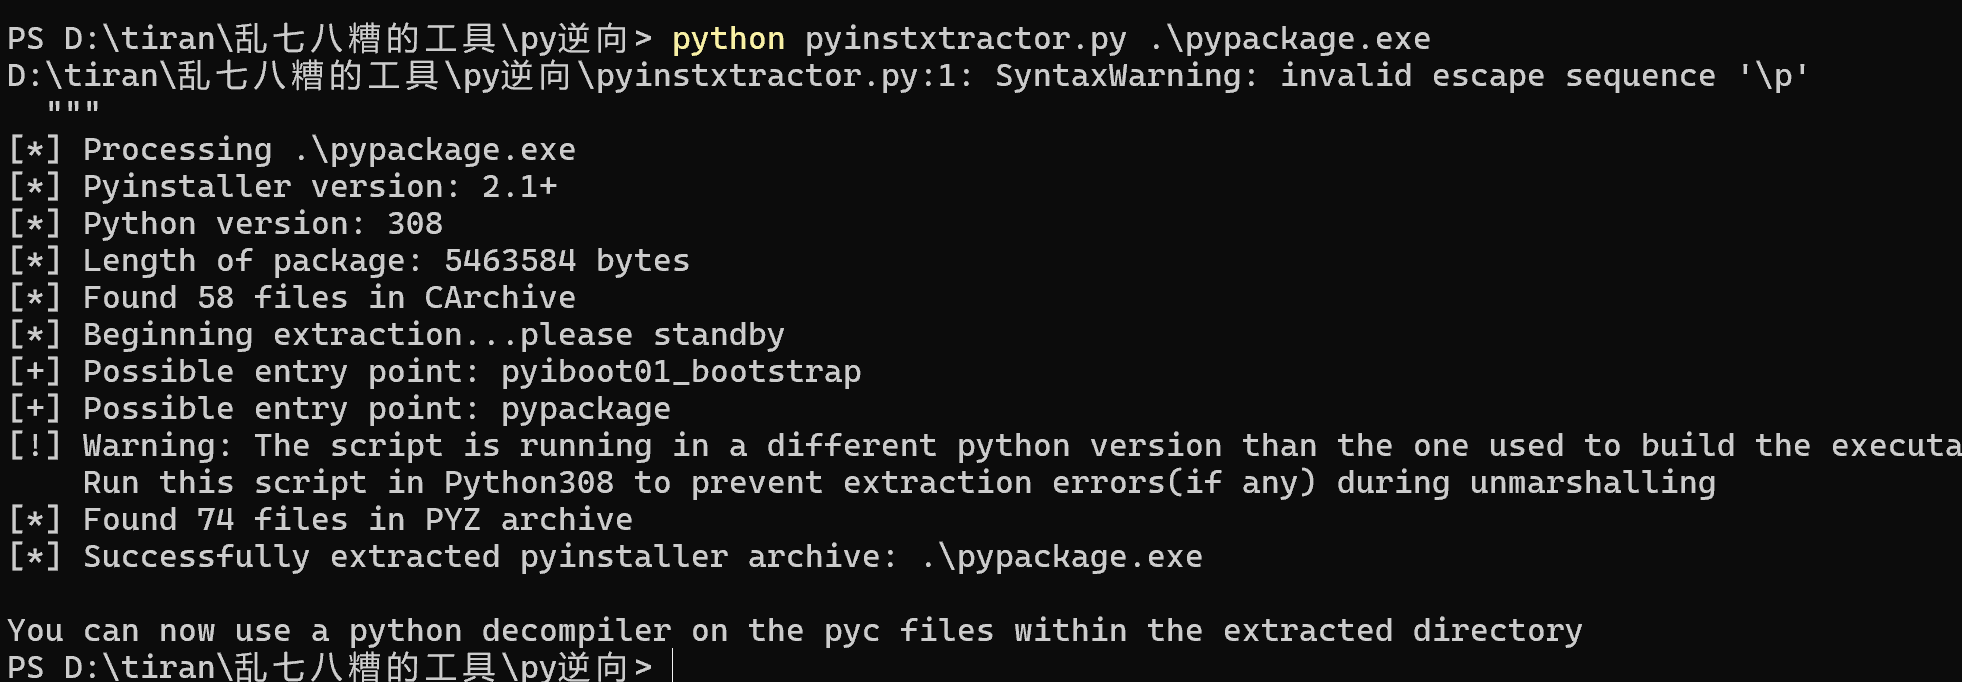 PS D:\tiran\乱七八糟的工具\py逆向> python pyinstxtractor.py .\pypackage.exe
D:\tiran\乱七八糟的工具\py逆向\pyinstxtractor.py:1: SyntaxWarning: invalid escape sequence '\p'
  """
[*] Processing .\pypackage.exe
[*] Pyinstaller version: 2.1+
[*] Python version: 308
[*] Length of package: 5463584 bytes
[*] Found 58 files in CArchive
[*] Beginning extraction...please standby
[+] Possible entry point: pyiboot01_bootstrap
[+] Possible entry point: pypackage
[!] Warning: The script is running in a different python version than the one used to build the executa
    Run this script in Python308 to prevent extraction errors(if any) during unmarshalling
[*] Found 74 files in PYZ archive
[*] Successfully extracted pyinstaller archive: .\pypackage.exe
You can now use a python decompiler on the pyc files within the extracted directory
PS D:\tiran\乱七八糟的工具\py逆向>